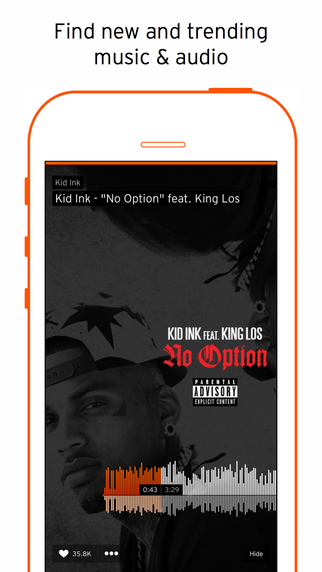 Find new and trending
music & audio
Kid Ink
Kid Ink - "No Option" feat. King Los
KID INK FEAT. KING LOS
No Option
PARENTAL
ADVISORY
EXPLICIT CONTENT
0:43 3:29
35.8K ••• Hide